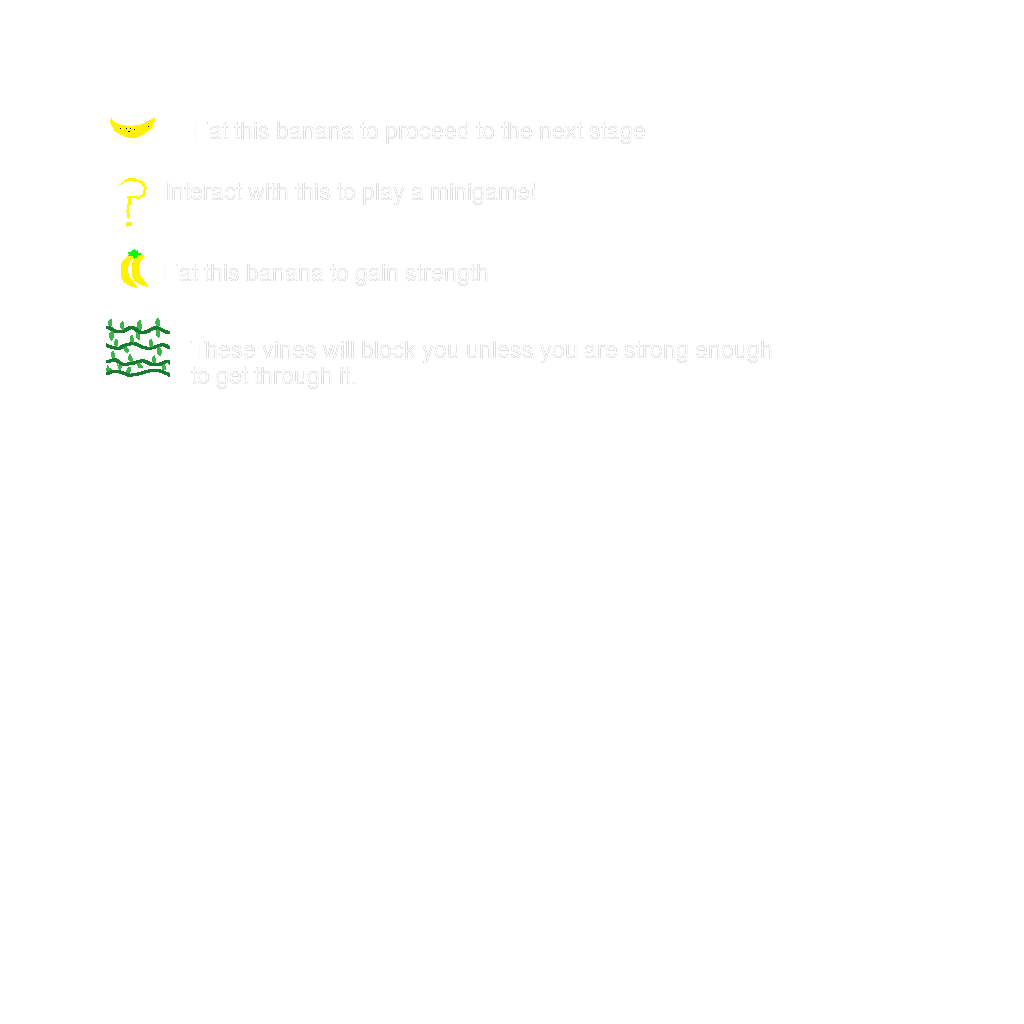 Eat this banana to proceed to the next stage
Interact with this to play a minigame!
Eat this banana to gain strength
These vines will block you unless you are strong enough
to get through it.